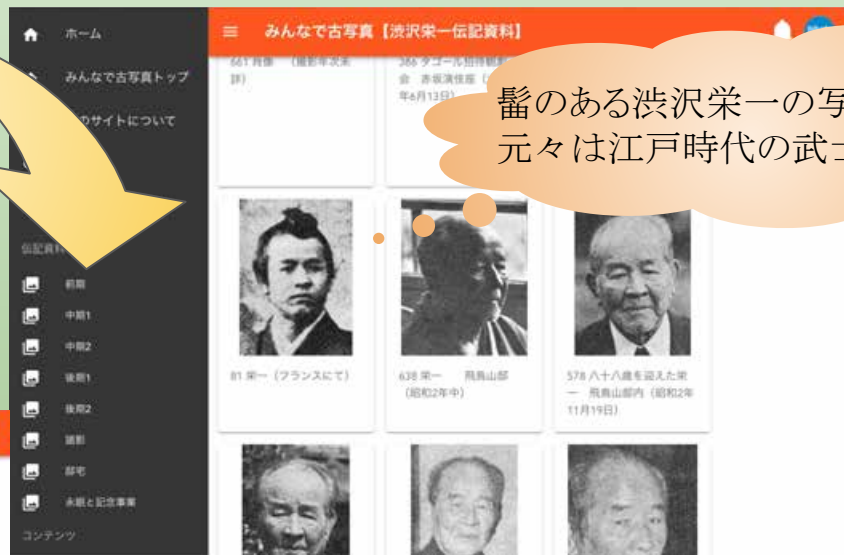 ホーム
みんなで古写真トップ
のサイトについて
伝記資料
前期
中期1
中期2
後期1
後期2
諸影
邸宅
永眠と記念事業
コンテンツ
みんなで古写真【渋沢栄一伝記資料】
661 肖像 (撮影年次未
詳)
386 タゴール招待観劇
会 赤坂演伎座(
年6月13日)
髷のある渋沢栄一の写
元々は江戸時代の武士
81 栄一(フランスにて)
638 栄一 飛鳥山邸
(昭和2年中)
578 八十八歳を迎えた栄
一 飛鳥山邸内(昭和2年
11月19日)